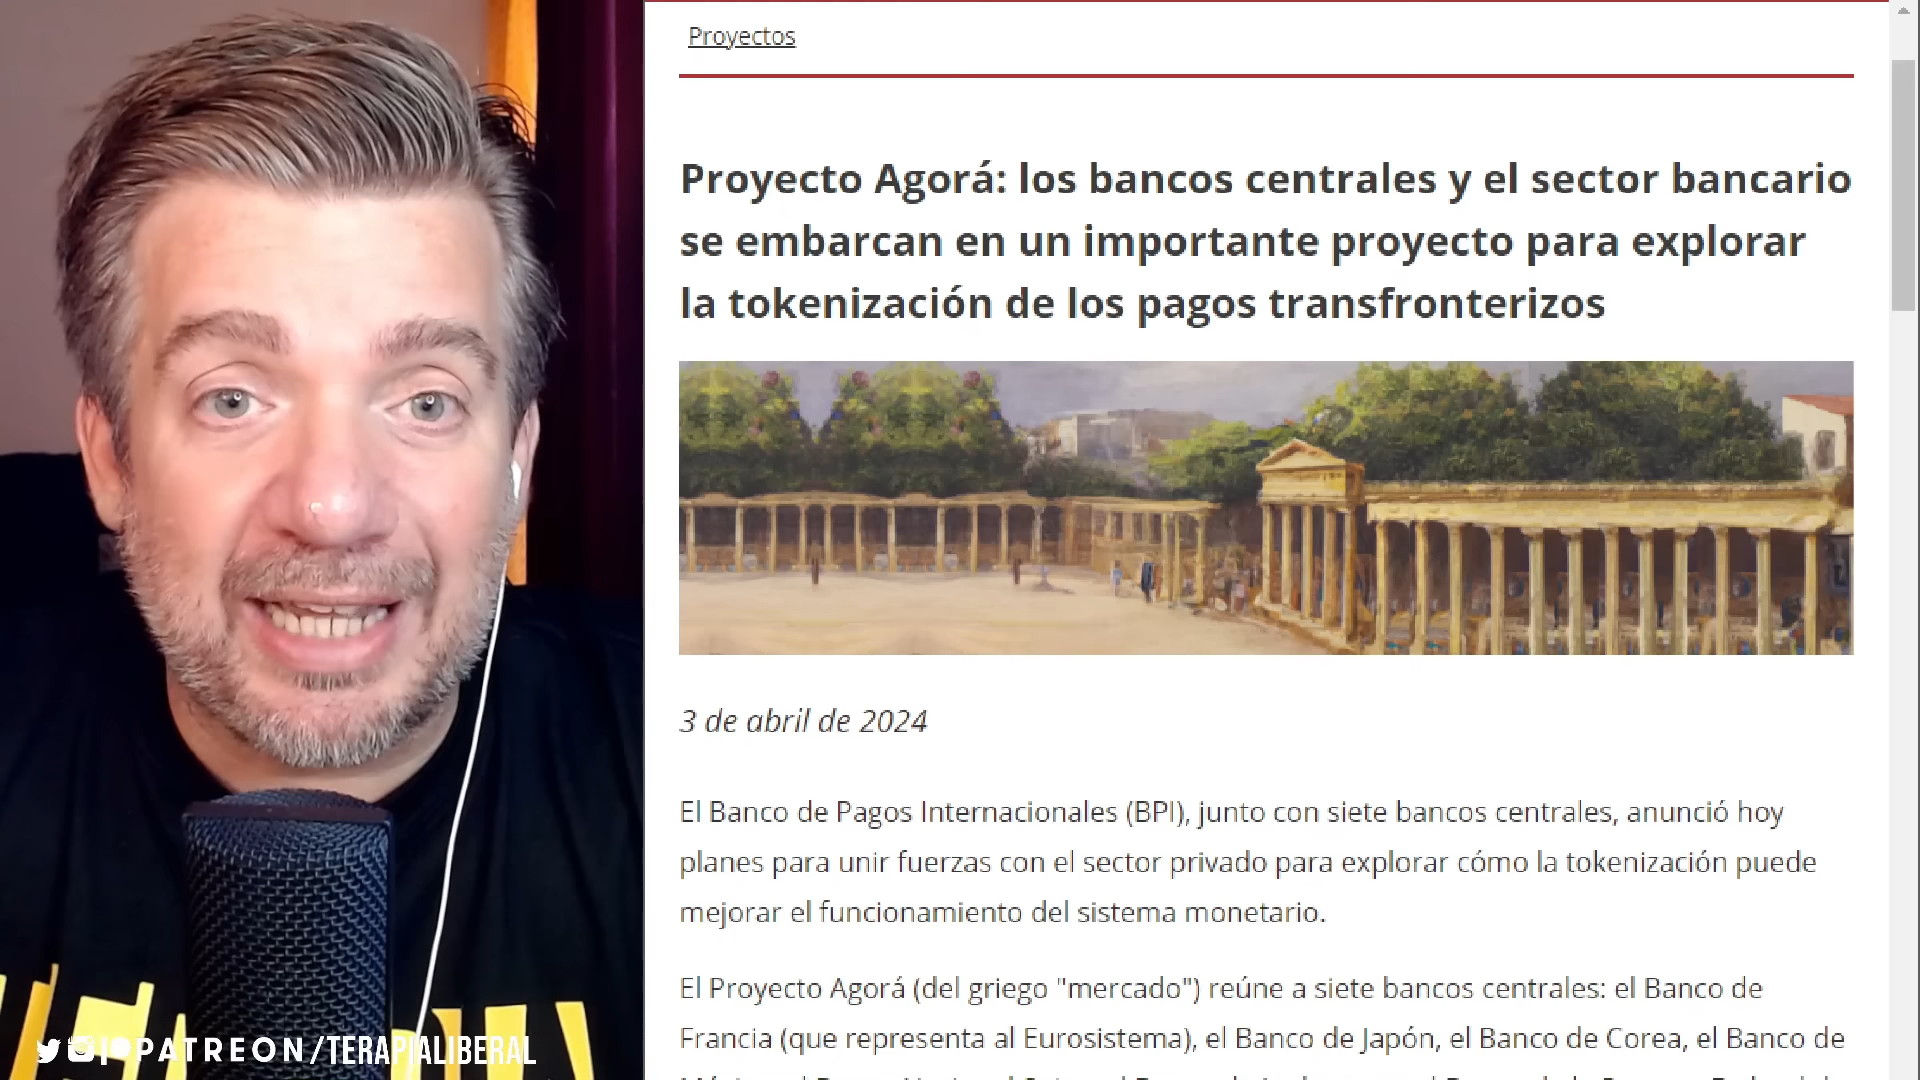 Proyectos
Proyecto Agorá: los bancos centrales y el sector bancario
se embarcan en un importante proyecto para explorar
la tokenización de los pagos transfronterizos
3 de abril de 2024
El Banco de Pagos Internacionales (BPI), junto con siete bancos centrales, anunció hoy
planes para unir fuerzas con el sector privado para explorar cómo la tokenización puede
mejorar el funcionamiento del sistema monetario.
El Proyecto Agorá (del griego "mercado") reúne a siete bancos centrales: el Banco de
Francia (que representa al Eurosistema), el Banco de Japón, el Banco de Corea, el Banco de
PATREON/TERAPIALIBERAL